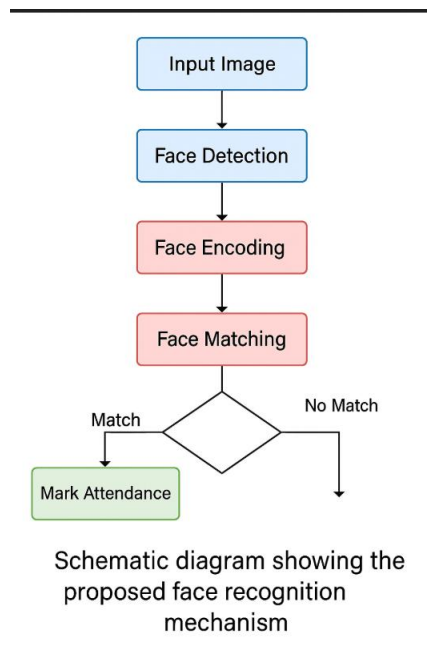 Input Image
Face Detection
Face Encoding
Face Matching
Match
No Match
Mark Attendance
Schematic diagram showing the
proposed face recognition
mechanism